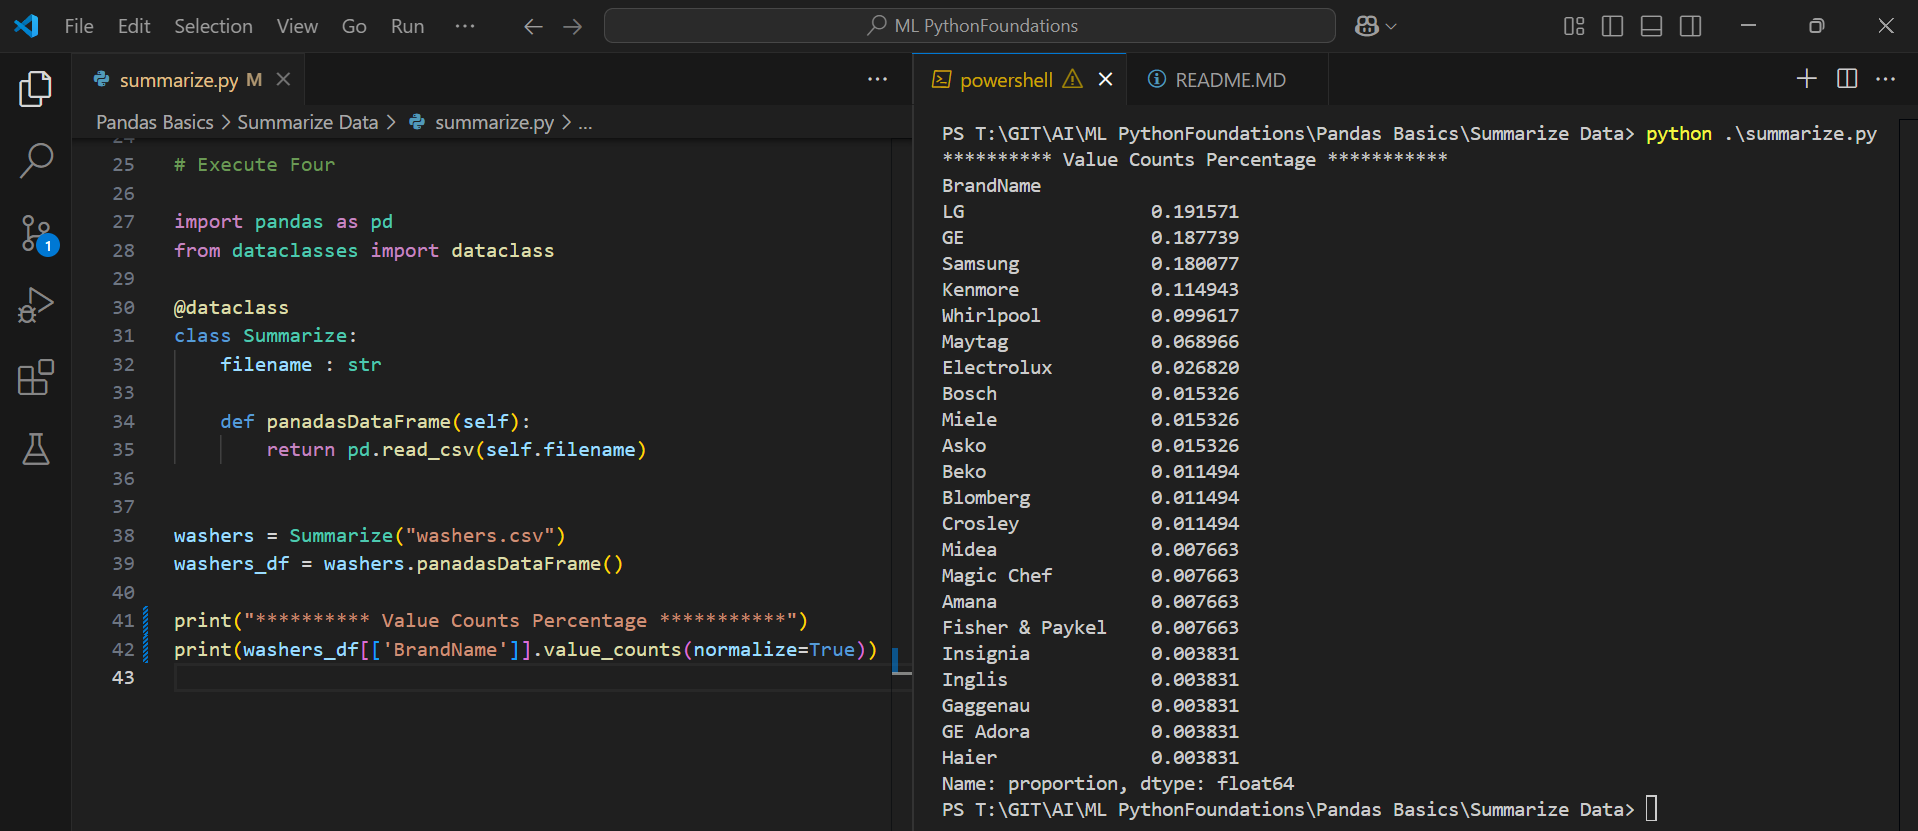 File Edit Selection View Go Run ··· ML PythonFoundations
summarize.py M
Pandas Basics > Summarize Data > summarize.py > ...
24
25 # Execute Four
26
27 import pandas as pd
28 from dataclasses import dataclass
29
30 @dataclass
31 class Summarize:
32 filename : str
33
34 def panadasDataFrame(self):
35 return pd.read_csv(self.filename)
36
37
38 washers = Summarize("washers.csv")
39 washers_df = washers.panadasDataFrame()
40
41 print("********** Value Counts Percentage ***********")
42 print(washers_df[['BrandName']].value_counts(normalize=True))
43
1
powershell README.MD
PS T:\GIT\AI\ML PythonFoundations\Pandas Basics\Summarize Data> python .\summarize.py
********** Value Counts Percentage ***********
BrandName
LG 0.191571
GE 0.187739
Samsung 0.180077
Kenmore 0.114943
Whirlpool 0.099617
Maytag 0.068966
Electrolux 0.026820
Bosch 0.015326
Miele 0.015326
Asko 0.015326
Beko 0.011494
Blomberg 0.011494
Crosley 0.011494
Midea 0.007663
Magic Chef 0.007663
Amana 0.007663
Fisher & Paykel 0.007663
Insignia 0.003831
Inglis 0.003831
Gaggenau 0.003831
GE Adora 0.003831
Haier 0.003831
Name: proportion, dtype: float64
PS T:\GIT\AI\ML PythonFoundations\Pandas Basics\Summarize Data>